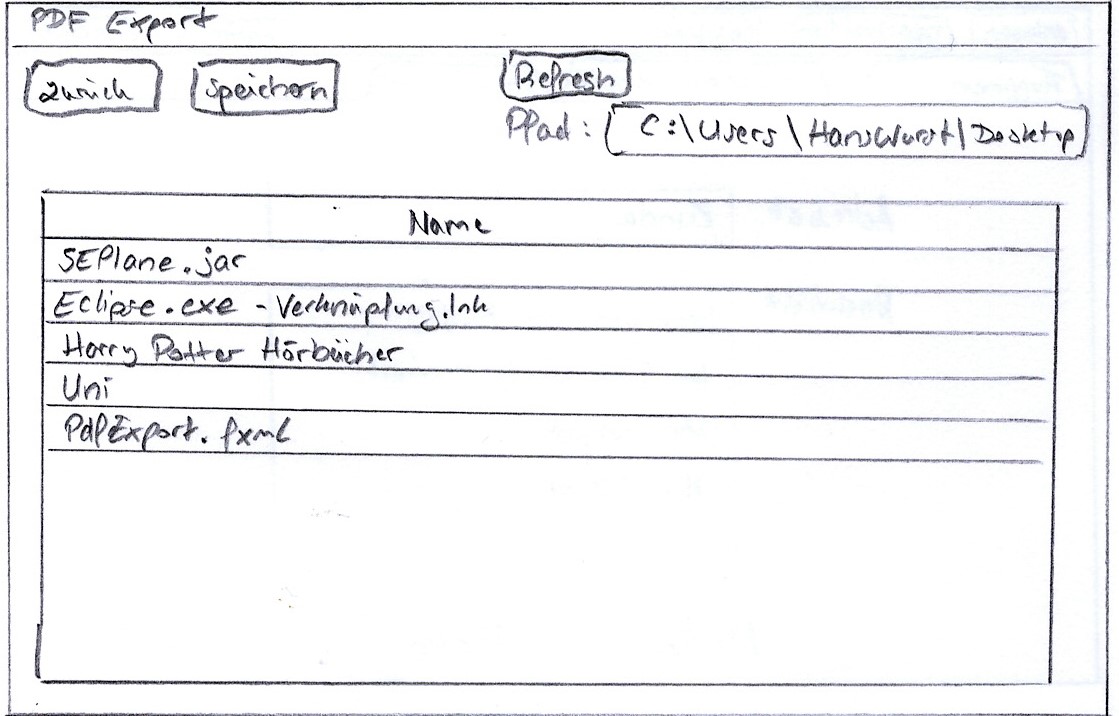 PDF Export
zurück speichern Refresh
Pfad: C:\Users\HansWurst\Desktop
Name
SEPlane.jar
Eclipse.exe - Verknüpfung.lnk
Harry Potter Hörbücher
Uni
PdfExport.fxml